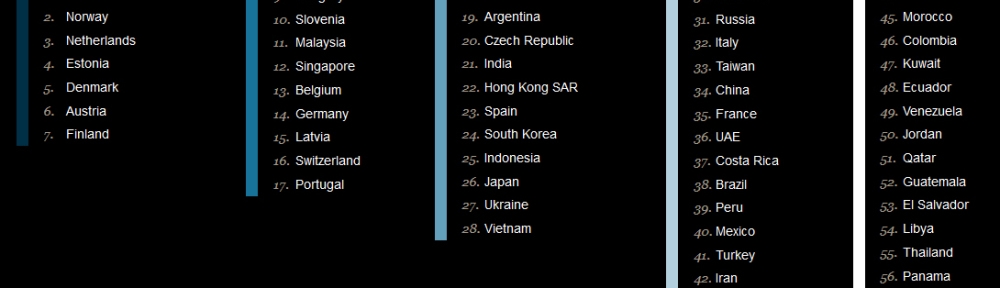 2. Norway
3. Netherlands
4. Estonia
5. Denmark
6. Austria
7. Finland
10. Slovenia
11. Malaysia
12. Singapore
13. Belgium
14. Germany
15. Latvia
16. Switzerland
17. Portugal
19. Argentina
20. Czech Republic
21. India
22. Hong Kong SAR
23. Spain
24. South Korea
25. Indonesia
26. Japan
27. Ukraine
28. Vietnam
31. Russia
32. Italy
33. Taiwan
34. China
35. France
36. UAE
37. Costa Rica
38. Brazil
39. Peru
40. Mexico
41. Turkey
42. Iran
45. Morocco
46. Colombia
47. Kuwait
48. Ecuador
49. Venezuela
50. Jordan
51. Qatar
52. Guatemala
53. El Salvador
54. Libya
55. Thailand
56. Panama